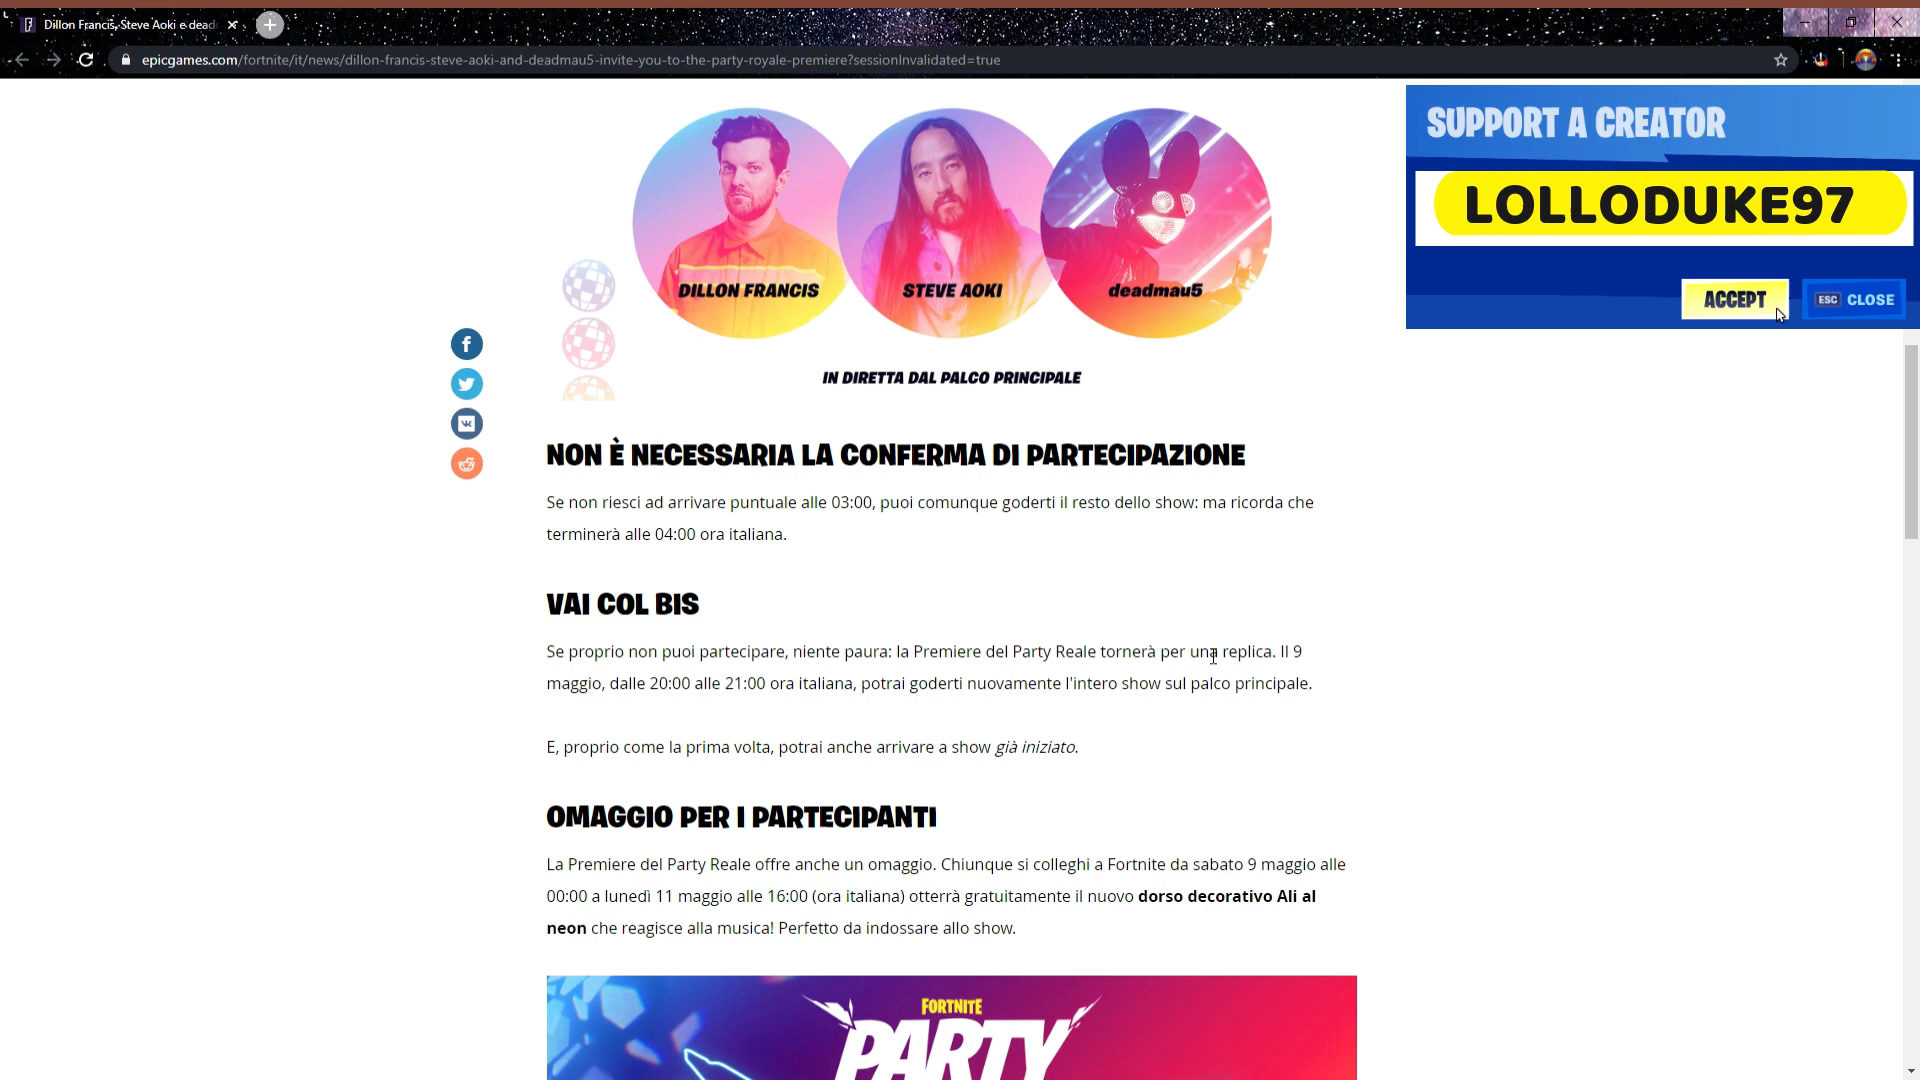 Dillon Francis, Steve Aoki e dead
epicgames.com/fortnite/it/news/dillon-francis-steve-aoki-and-deadmau5-invite-you-to-the-party-royale-premiere?sessionInvalidated=true
SUPPORT A CREATOR
LOLLODUKE97
ACCEPT
ESC CLOSE
DILLON FRANCIS
STEVE AOKI
deadmau5
IN DIRETTA DAL PALCO PRINCIPALE
NON È NECESSARIA LA CONFERMA DI PARTECIPAZIONE
Se non riesci ad arrivare puntuale alle 03:00, puoi comunque goderti il resto dello show: ma ricorda che
terminerà alle 04:00 ora italiana.
VAI COL BIS
Se proprio non puoi partecipare, niente paura: la Premiere del Party Reale tornerà per una replica. Il 9
maggio, dalle 20:00 alle 21:00 ora italiana, potrai goderti nuovamente l'intero show sul palco principale.
E, proprio come la prima volta, potrai anche arrivare a show già iniziato.
OMAGGIO PER I PARTECIPANTI
La Premiere del Party Reale offre anche un omaggio. Chiunque si colleghi a Fortnite da sabato 9 maggio alle
00:00 a lunedì 11 maggio alle 16:00 (ora italiana) otterrà gratuitamente il nuovo dorso decorativo Ali al
neon che reagisce alla musica! Perfetto da indossare allo show.
FORTNITE
PARTY